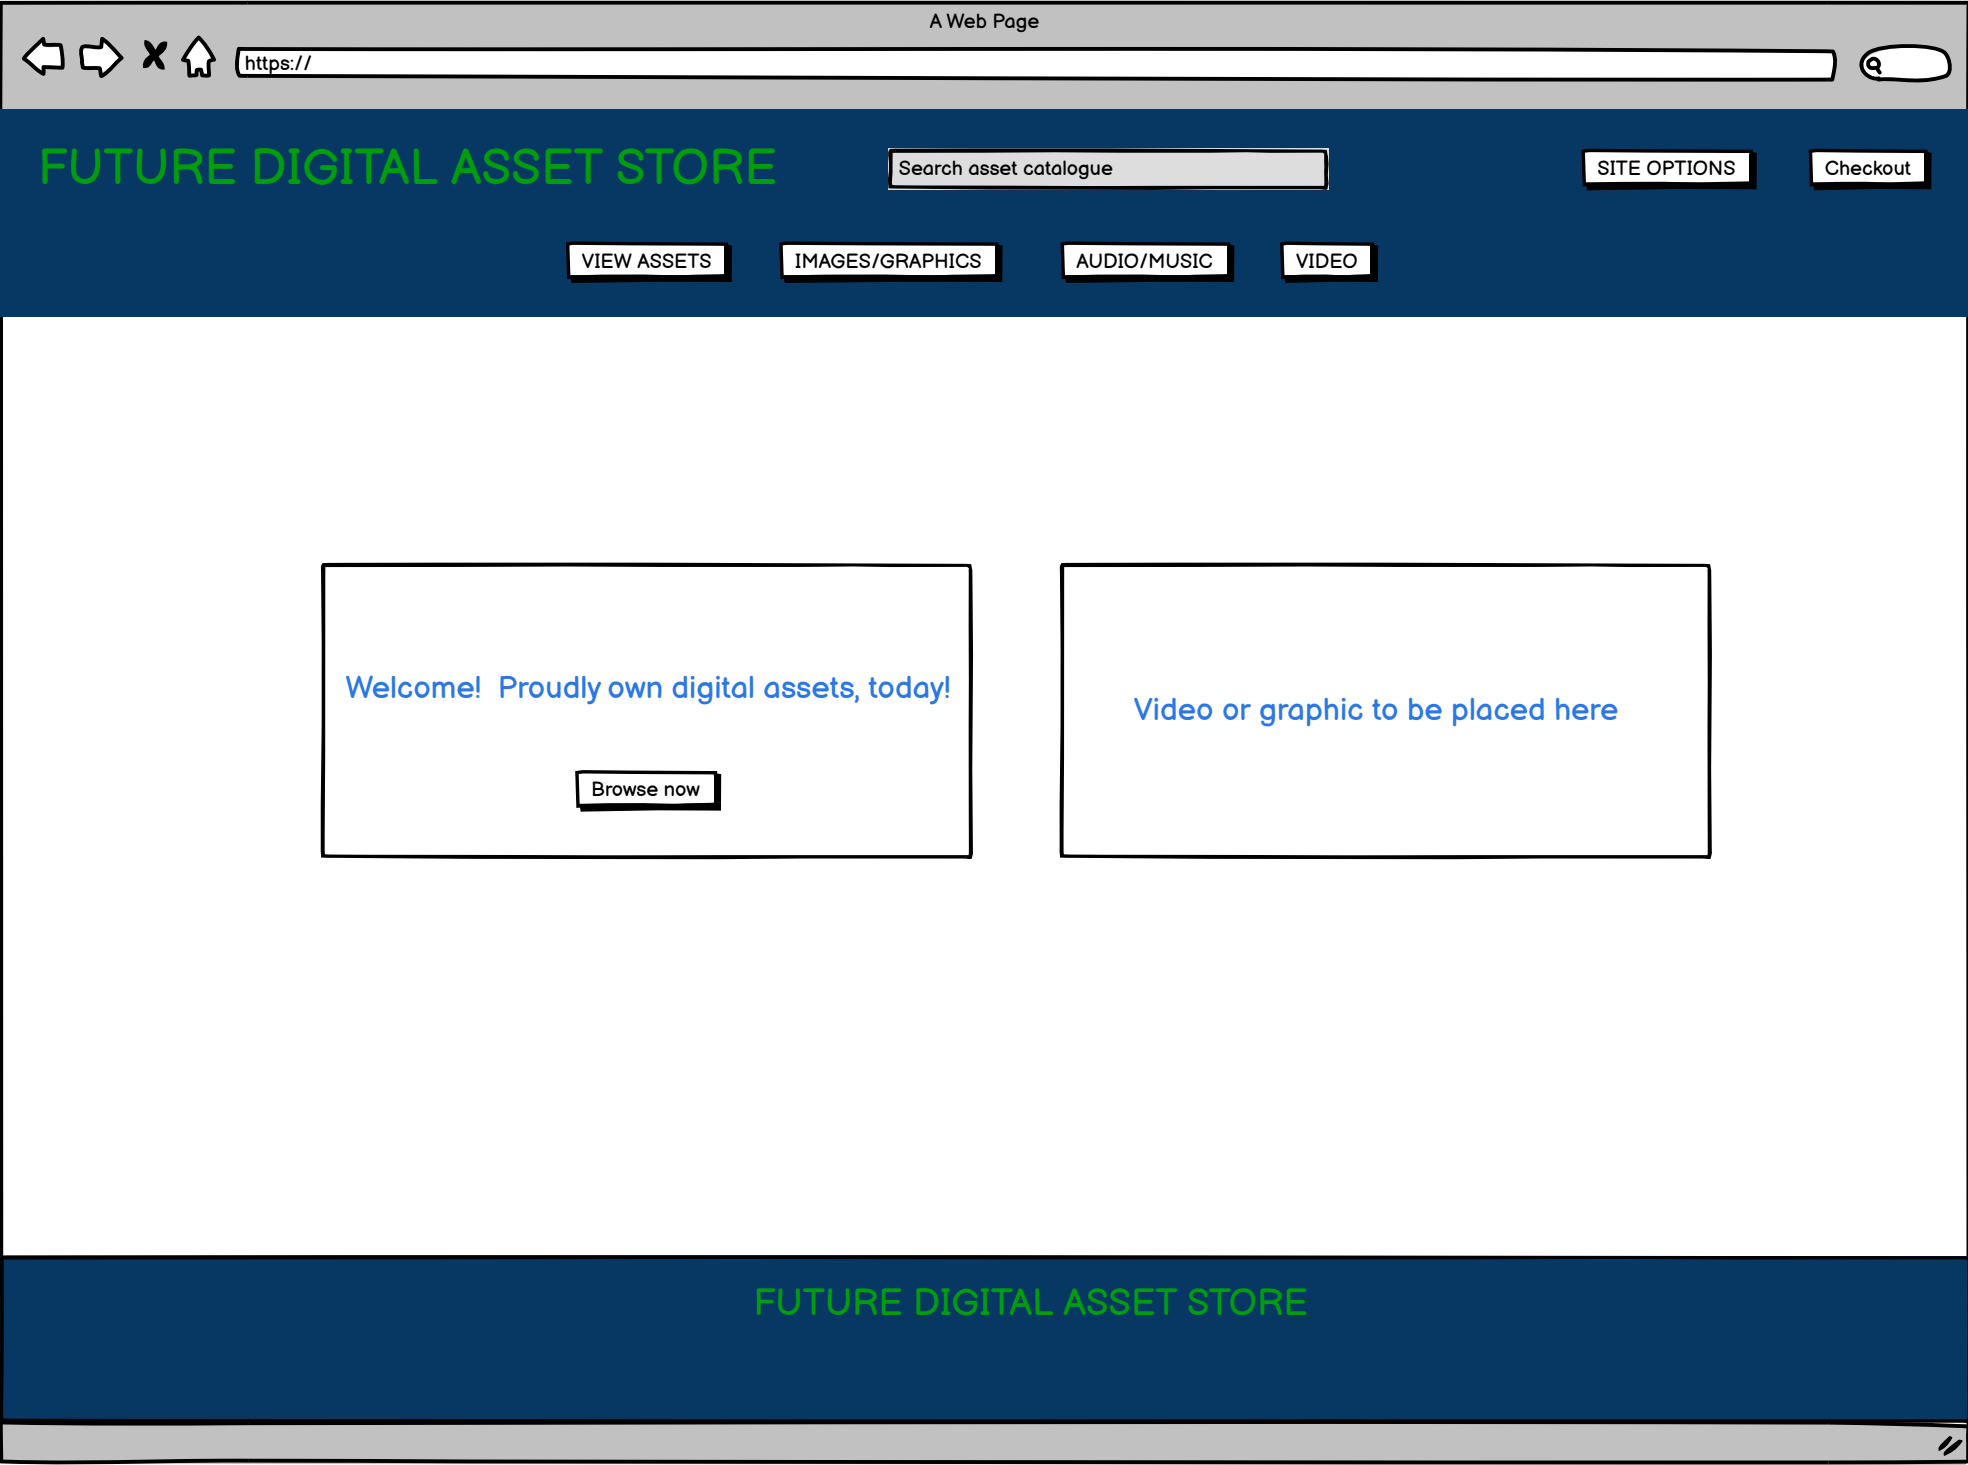 A Web Page
https://
FUTURE DIGITAL ASSET STORE
Search asset catalogue
SITE OPTIONS
Checkout
VIEW ASSETS
IMAGES/GRAPHICS
AUDIO/MUSIC
VIDEO
Welcome!  Proudly own digital assets, today!
Browse now
Video or graphic to be placed here
FUTURE DIGITAL ASSET STORE